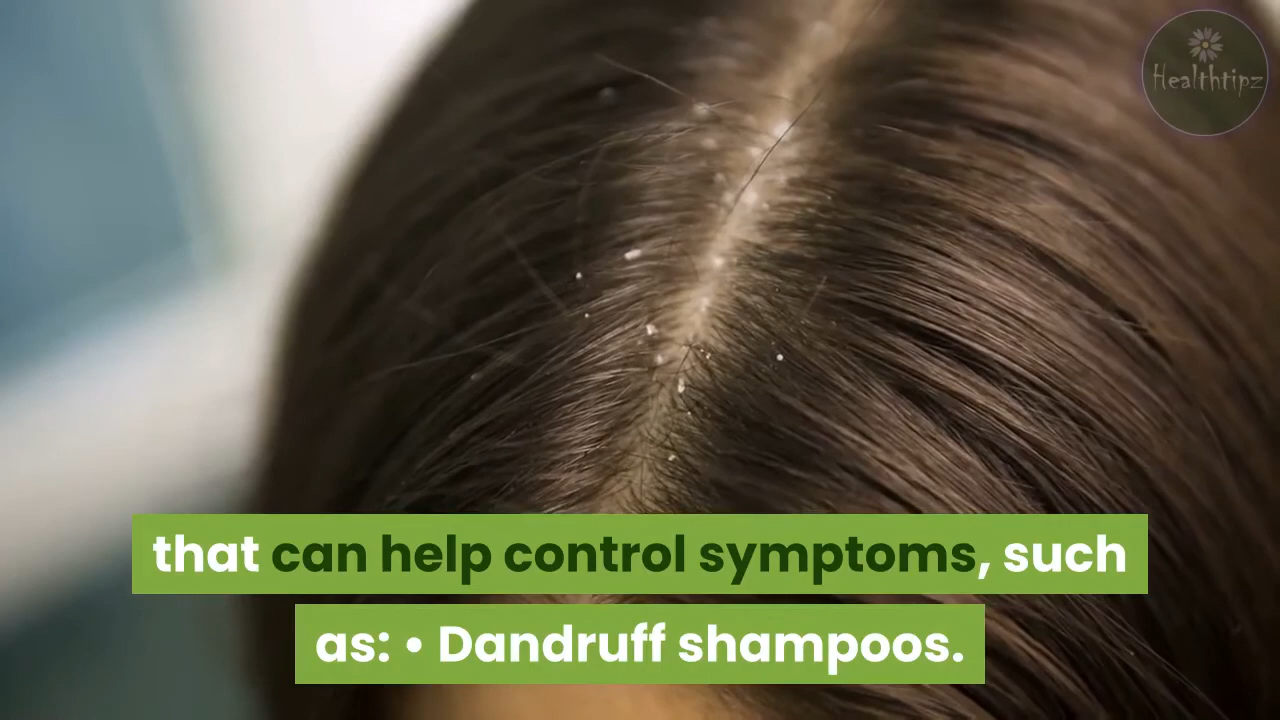 Healthtipz
that can help control symptoms, such
as: • Dandruff shampoos.